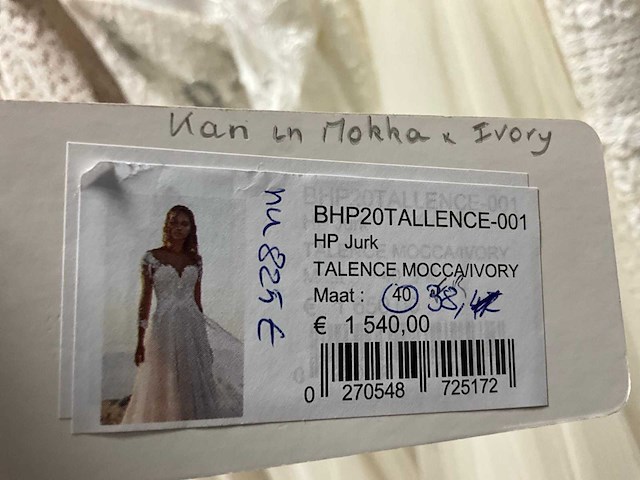 Kan in Mokka & Ivory
nu 825 €
BHP20TALLENCE-001
HP Jurk
TALENCE MOCCA/IVORY
Maat : 40 38,
€ 1 540,00
0 270548 725172